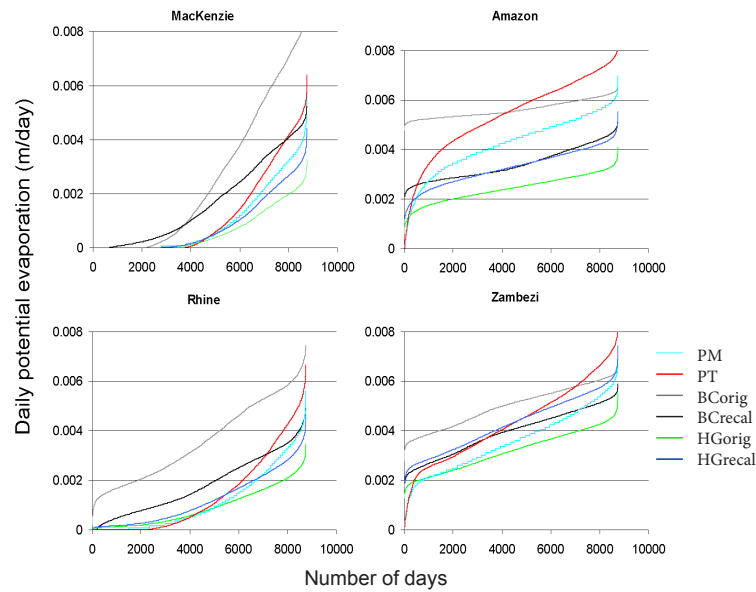 MacKenzie
Amazon
0.008
0.006
0.004
0.002
0
0 2000 4000 6000 8000 10000
0.008
0.006
0.004
0.002
0
0 2000 4000 6000 8000 10000
Daily potential evaporation (m/day)
Rhine
Zambezi
0.008
0.006
0.004
0.002
0
0 2000 4000 6000 8000 10000
0.008
0.006
0.004
0.002
0
0 2000 4000 6000 8000 10000
PM
PT
BCorig
BCrecal
HGorig
HGrecal
Number of days